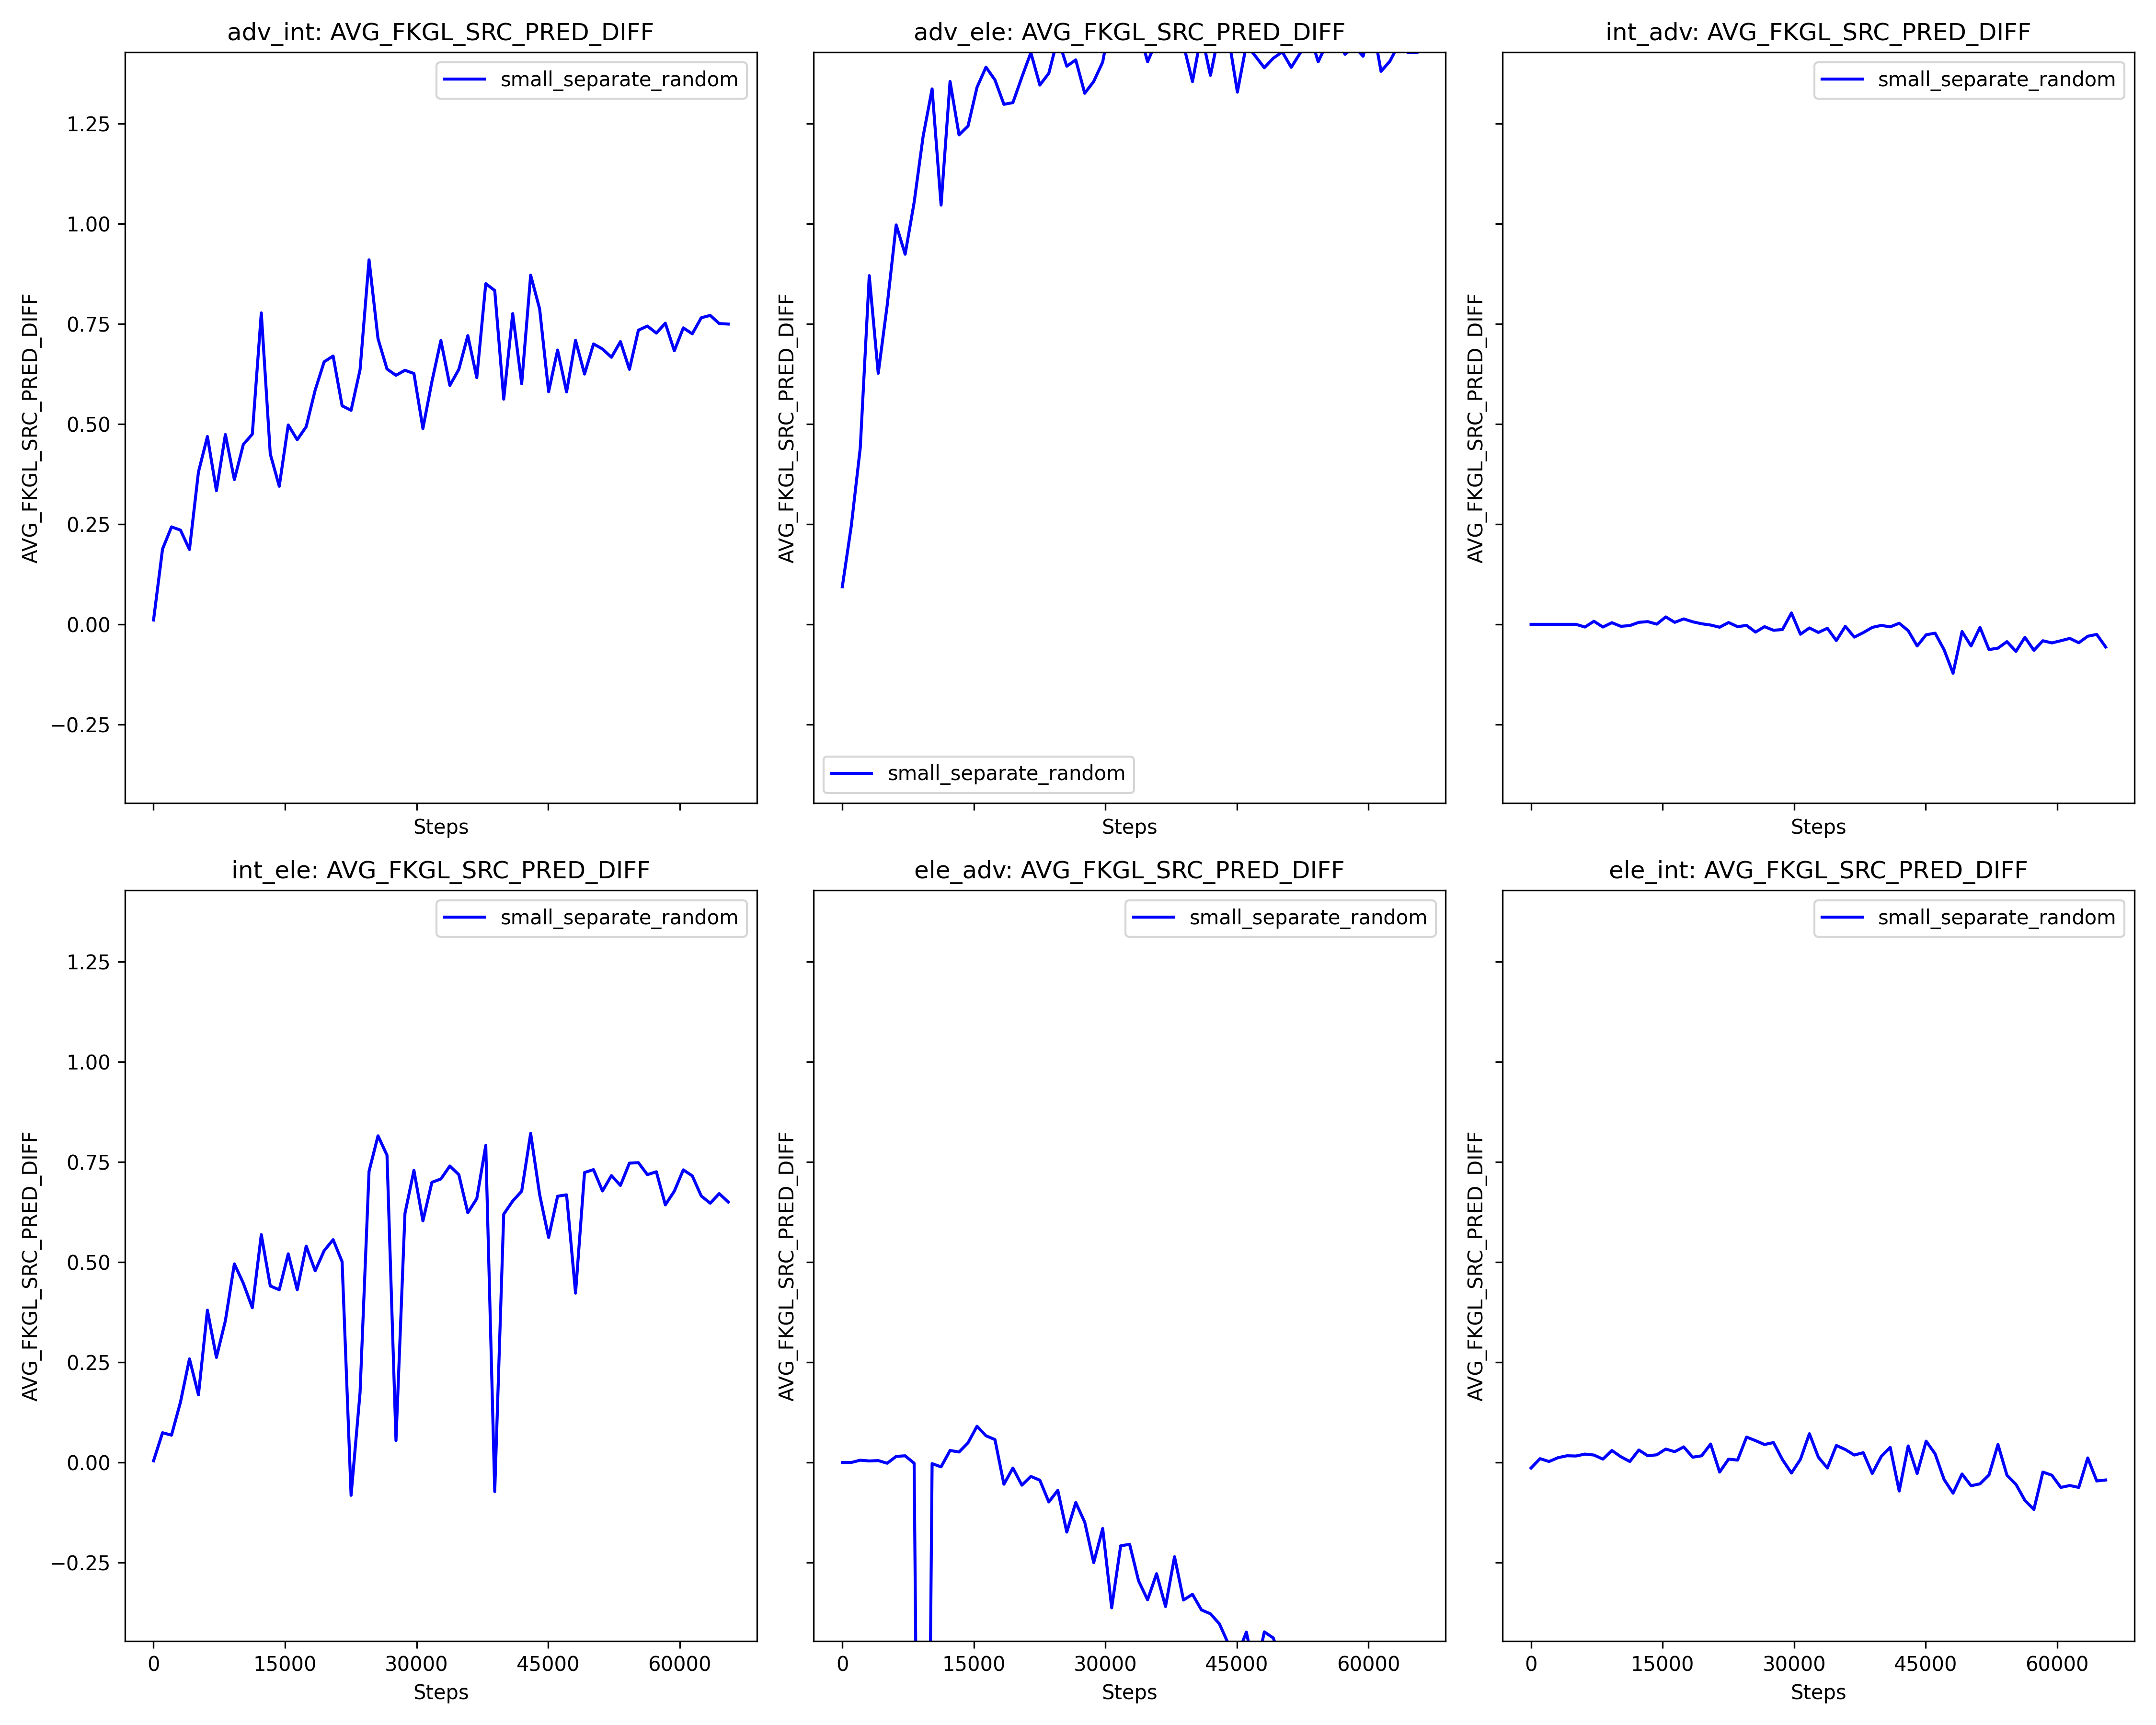 adv_int: AVG_FKGL_SRC_PRED_DIFF
adv_ele: AVG_FKGL_SRC_PRED_DIFF
int_adv: AVG_FKGL_SRC_PRED_DIFF
small_separate_random
small_separate_random
small_separate_random
AVG_FKGL_SRC_PRED_DIFF
AVG_FKGL_SRC_PRED_DIFF
AVG_FKGL_SRC_PRED_DIFF
1.25
1.00
0.75
0.50
0.25
0.00
−0.25
Steps
Steps
Steps
int_ele: AVG_FKGL_SRC_PRED_DIFF
ele_adv: AVG_FKGL_SRC_PRED_DIFF
ele_int: AVG_FKGL_SRC_PRED_DIFF
small_separate_random
small_separate_random
small_separate_random
AVG_FKGL_SRC_PRED_DIFF
AVG_FKGL_SRC_PRED_DIFF
AVG_FKGL_SRC_PRED_DIFF
1.25
1.00
0.75
0.50
0.25
0.00
−0.25
0 15000 30000 45000 60000
0 15000 30000 45000 60000
0 15000 30000 45000 60000
Steps
Steps
Steps